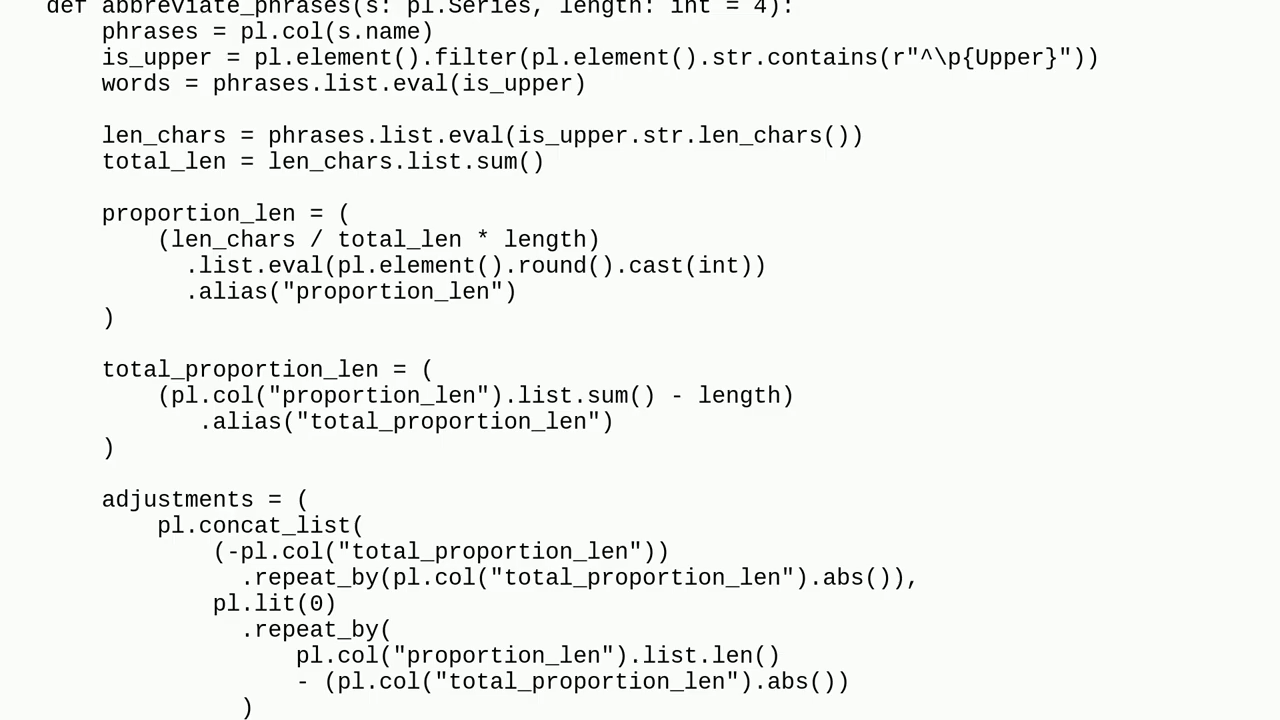 def abbreviate_phrases(s: pl.Series, length: int = 4):
    phrases = pl.col(s.name)
    is_upper = pl.element().filter(pl.element().str.contains(r"^\p{Upper}"))
    words = phrases.list.eval(is_upper)

    len_chars = phrases.list.eval(is_upper.str.len_chars())
    total_len = len_chars.list.sum()

    proportion_len = (
        (len_chars / total_len * length)
          .list.eval(pl.element().round().cast(int))
          .alias("proportion_len")
    )

    total_proportion_len = (
        (pl.col("proportion_len").list.sum() - length)
           .alias("total_proportion_len")
    )

    adjustments = (
        pl.concat_list(
            (-pl.col("total_proportion_len"))
              .repeat_by(pl.col("total_proportion_len").abs()),
            pl.lit(0)
              .repeat_by(
                  pl.col("proportion_len").list.len()
                  - (pl.col("total_proportion_len").abs())
              )